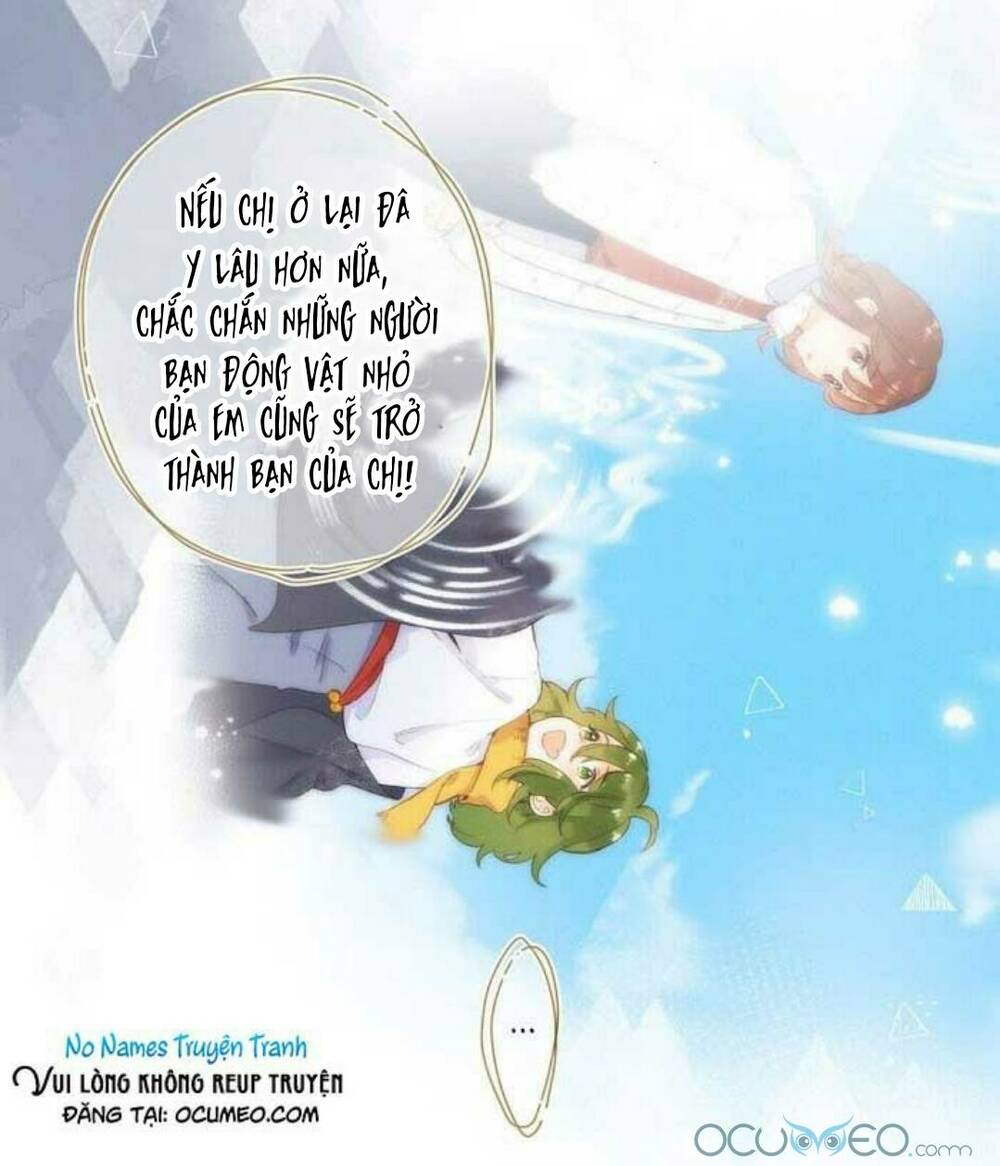 NẾU CHỊ Ở LẠI ĐÂ
Y LÂU HƠN NỮA,
CHẮC CHẮN NHỮNG NGƯỜI
BẠN ĐỘNG VẬT NHỎ
CỦA EM CŨNG SẼ TRỞ
THÀNH BẠN CỦA CHỊ!!
...
No Names Truyện Tranh
VUI LÒNG KHÔNG REUP TRUYỆN
ĐĂNG TẠI: OCUMEO.COM
OCUMEO.com